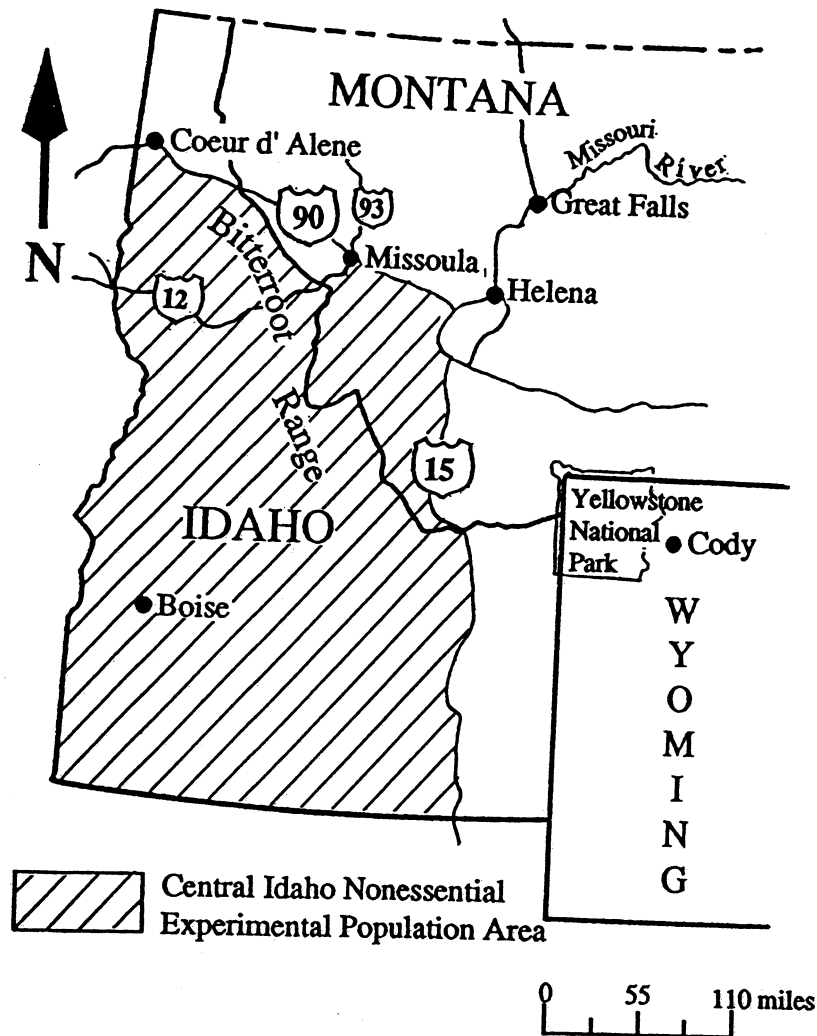 MONTANA
Coeur d' Alene
Missouri
River
90
93
Great Falls
N
Bitterroot
Missoula
12
Helena
Range
15
IDAHO
Yellowstone
National
Park
Cody
Boise
WYOMING
Central Idaho Nonessential
Experimental Population Area
0 55 110 miles